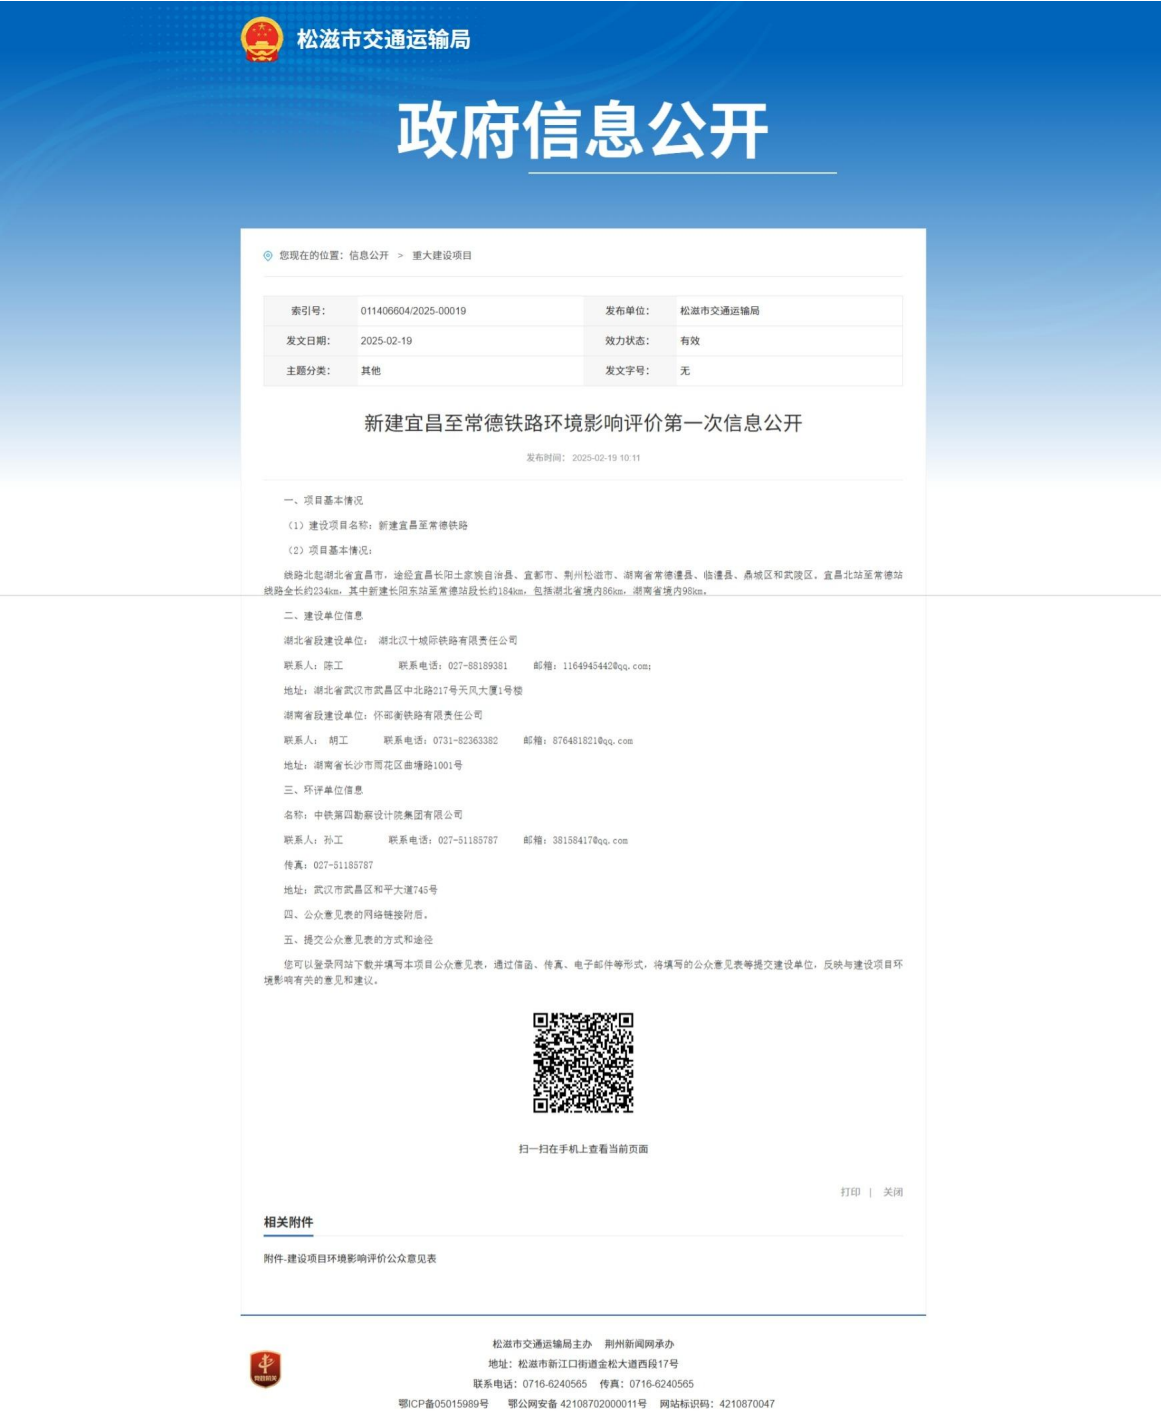 松滋市交通运输局
政府信息公开
您现在的位置：信息公开 > 重大建设项目
索引号： 011406604/2025-00019 发布单位： 松滋市交通运输局
发文日期： 2025-02-19 效力状态： 有效
主题分类： 其他 发文字号： 无
新建宜昌至常德铁路环境影响评价第一次信息公开
发布时间： 2025-02-19 10:11
一、项目基本情况
（1）建设项目名称：新建宜昌至常德铁路
（2）项目基本情况：
线路北起湖北省宜昌市，途经宜昌长阳土家族自治县、宜都市、荆州松滋市、湖南省常德澧县、临澧县、鼎城区和武陵区。宜昌北站至常德站
线路全长约234km，其中新建长阳东站至常德站段长约184km，包括湖北省境内86km，湖南省境内98km。
二、建设单位信息
湖北省段建设单位： 湖北汉十城际铁路有限责任公司
联系人：陈工 联系电话：027-88189381 邮箱：1164945442@qq.com;
地址：湖北省武汉市武昌区中北路217号天风大厦1号楼
湖南省段建设单位：怀邵衡铁路有限责任公司
联系人： 胡工 联系电话：0731-82363382 邮箱：876481821@qq.com
地址：湖南省长沙市雨花区曲塘路1001号
三、环评单位信息
名称：中铁第四勘察设计院集团有限公司
联系人：孙工 联系电话：027-51185787 邮箱：38158417@qq.com
传真：027-51185787
地址：武汉市武昌区和平大道745号
四、公众意见表的网络链接附后。
五、提交公众意见表的方式和途径
您可以登录网站下载并填写本项目公众意见表，通过信函、传真、电子邮件等形式，将填写的公众意见表等提交建设单位，反映与建设项目环
境影响有关的意见和建议。
扫一扫在手机上查看当前页面
打印 | 关闭
相关附件
附件-建设项目环境影响评价公众意见表
松滋市交通运输局主办 荆州新闻网承办
地址：松滋市新江口街道金松大道西段17号
党政机关
联系电话：0716-6240565 传真：0716-6240565
鄂ICP备05015989号 鄂公网安备 42108702000011号 网站标识码：4210870047